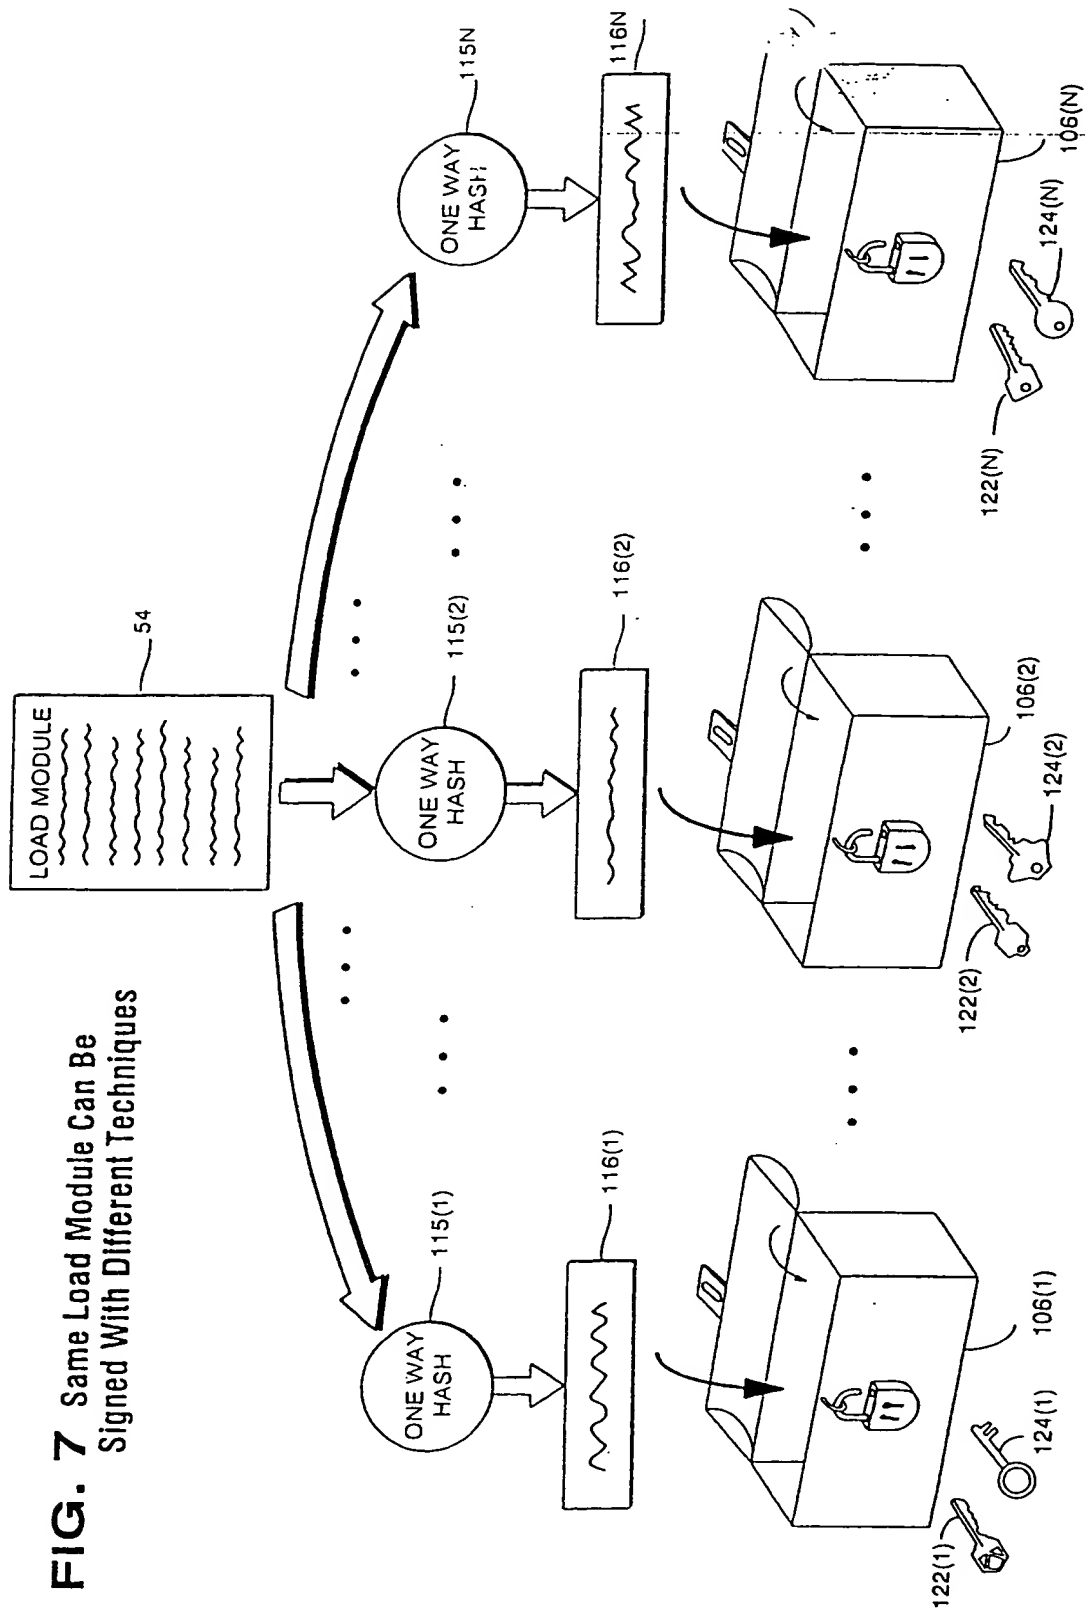 FIG. 7 Same Load Module Can Be
Signed With Different Techniques
LOAD MODULE
54
ONE WAY
HASH
115(1)
ONE WAY
HASH
115(2)
ONE WAY
HASH
115N
116(1)
116(2)
116N
106(1)
106(2)
106(N)
122(1)
124(1)
122(2)
124(2)
122(N)
124(N)